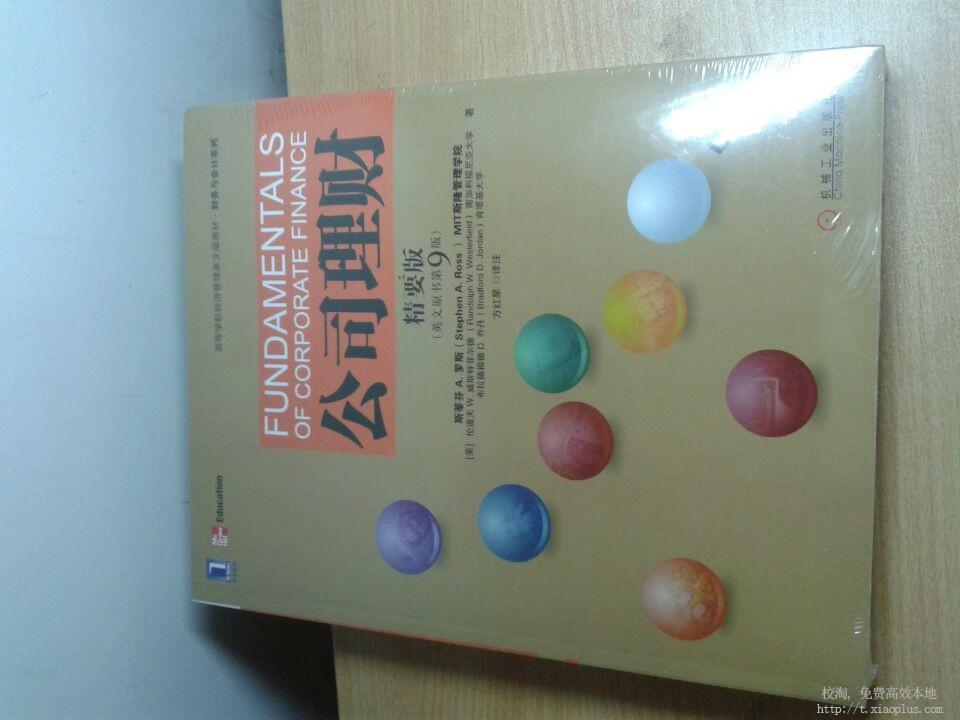 高等学校经济管理英文版教材·财务与会计系列
Mc
Graw
Hill
Education
FUNDAMENTALS
OF CORPORATE FINANCE
公司理财
精要版
(英文原书第9版)
斯蒂芬 A. 罗斯 (Stephen A. Ross) MIT斯隆管理学院
[美] 伦道夫 W. 威斯特菲尔德 (Randolph W. Westerfield) 南加利福尼亚大学 著
布拉德福德 D. 乔丹 (Bradford D. Jordan) 肯塔基大学
方红星 ○ 译注
机械工业出版
China Machine Press
校淘，免费高效本地
http://t.xiaoplus.com/